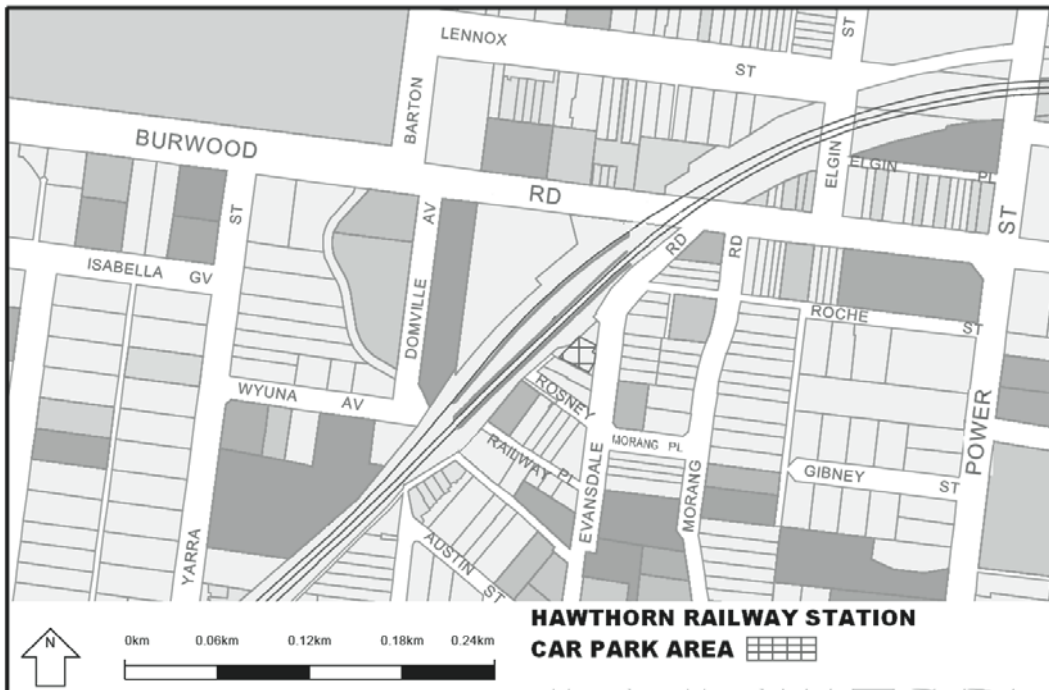 LENNOX ST
ST
BARTON
BURWOOD RD
ELGIN
ELGIN PL
ST
ST
AV
RD
RD
ISABELLA GV
DOMVILLE
ROCHE ST
WYUNA AV
ROSNEY
POWER
MORANG PL
RAILWAY PL
GIBNEY ST
EVANSDALE
MORANG
YARRA
AUSTIN ST
N
0km 0.06km 0.12km 0.18km 0.24km
HAWTHORN RAILWAY STATION
CAR PARK AREA